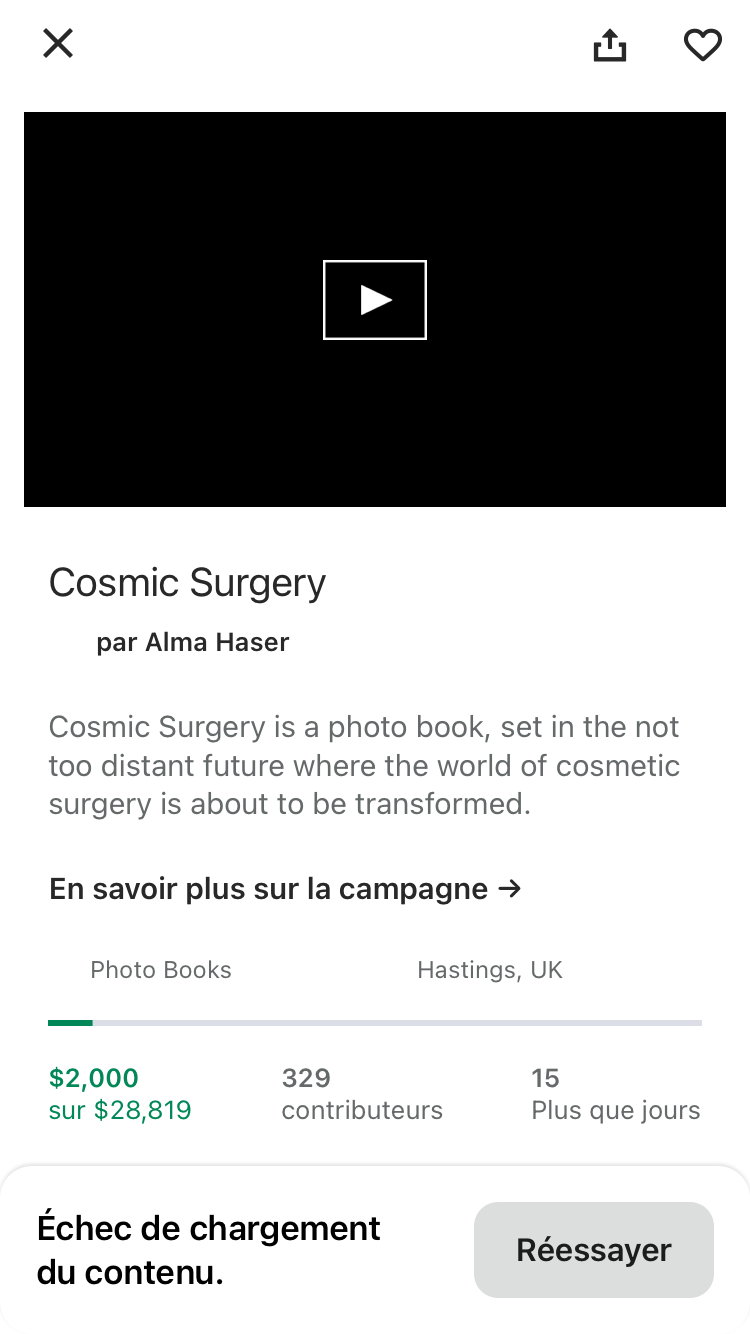 Cosmic Surgery
par Alma Haser
Cosmic Surgery is a photo book, set in the not
too distant future where the world of cosmetic
surgery is about to be transformed.
En savoir plus sur la campagne →
Photo Books
Hastings, UK
$2,000
sur $28,819
329
contributeurs
15
Plus que jours
Échec de chargement
du contenu.
Réessayer